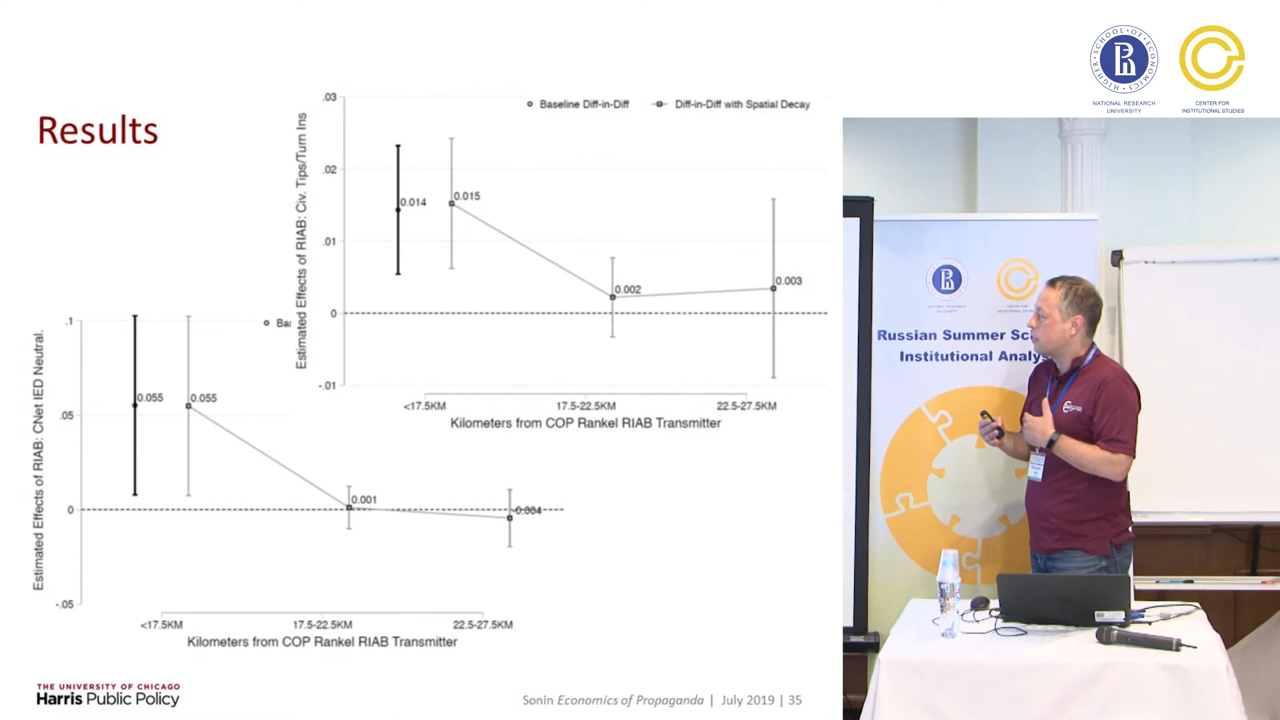 Results
NATIONAL RESEARCH
UNIVERSITY
CENTER FOR
INSTITUTIONAL STUDIES
HIGHER SCHOOL OF ECONOMICS
Estimated Effects of RIAB: Civ. Tips/Turn Ins
Baseline Diff-in-Diff
Diff-in-Diff with Spatial Decay
.03
.02
.01
0
-.01
0.014
0.015
0.002
0.003
<17.5KM
17.5-22.5KM
22.5-27.5KM
Kilometers from COP Rankel RIAB Transmitter
Estimated Effects of RIAB: CNet IED Neutral.
Bas
.1
.05
0
-.05
0.055
0.055
0.001
-0.004
<17.5KM
17.5-22.5KM
22.5-27.5KM
Kilometers from COP Rankel RIAB Transmitter
Russian Summer Sc
Institutional Analys
THE UNIVERSITY OF CHICAGO
Harris Public Policy
Sonin Economics of Propaganda | July 2019 | 35